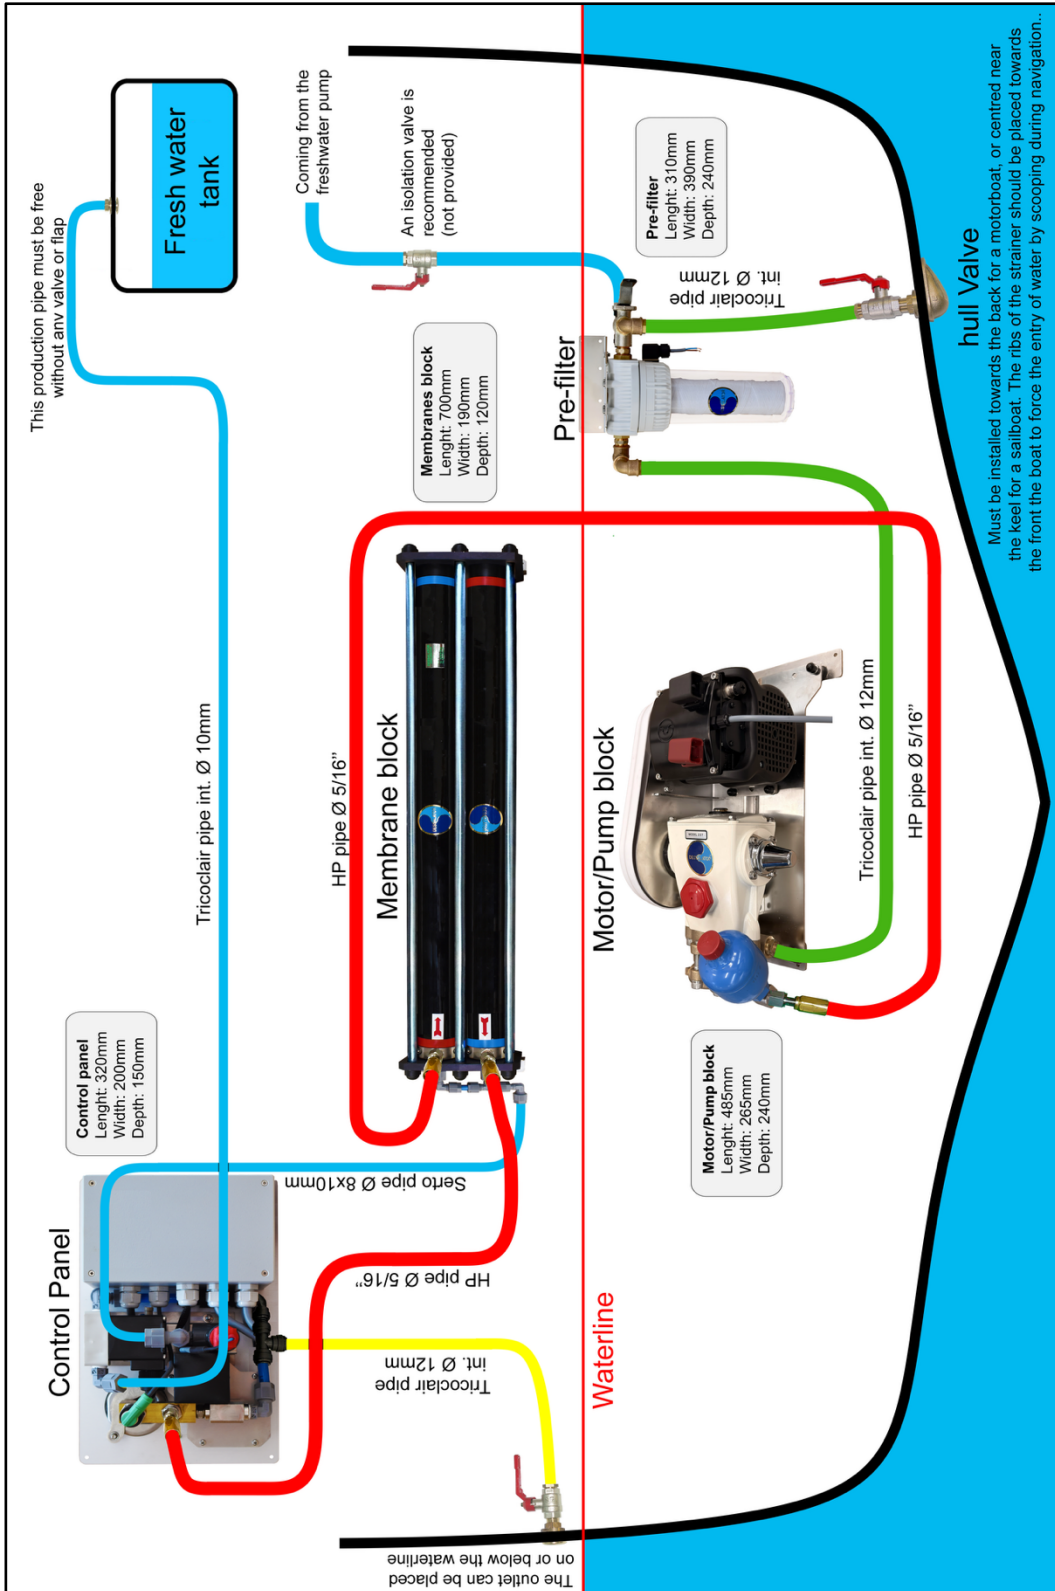 This production pipe must be free
without any valve or flap
Fresh water
tank
Coming from the
freshwater pump
An isolation valve is
recommended
(not provided)
Pre-filter
Lenght: 310mm
Width: 390mm
Depth: 240mm
Tricoclair pipe
int. Ø 12mm
hull Valve
Must be installed towards the back for a motorboat, or centred near
the keel for a sailboat. The ribs of the strainer should be placed towards
the front the boat to force the entry of water by scooping during navigation..
Membranes block
Lenght: 700mm
Width: 190mm
Depth: 120mm
Pre-filter
Tricoclair pipe int. Ø 10mm
HP pipe Ø 5/16”
Membrane block
Motor/Pump block
Tricoclair pipe int. Ø 12mm
HP pipe Ø 5/16”
Control panel
Lenght: 320mm
Width: 200mm
Depth: 150mm
Motor/Pump block
Lenght: 485mm
Width: 265mm
Depth: 240mm
Control Panel
Serto pipe Ø 8x10mm
HP pipe Ø 5/16”
Tricoclair pipe
int. Ø 12mm
Waterline
The outlet can be placed
on or below the waterline